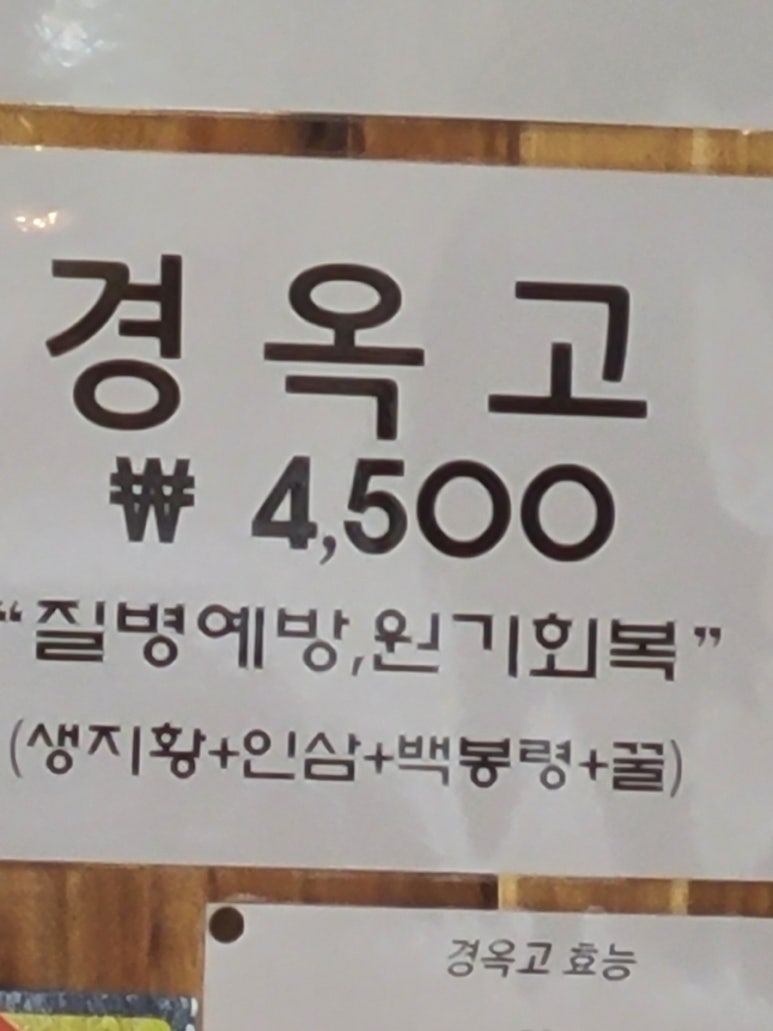 경옥고
₩ 4,500
“질병예방,원기회복”
(생지황+인삼+백봉령+꿀)
경옥고 효능